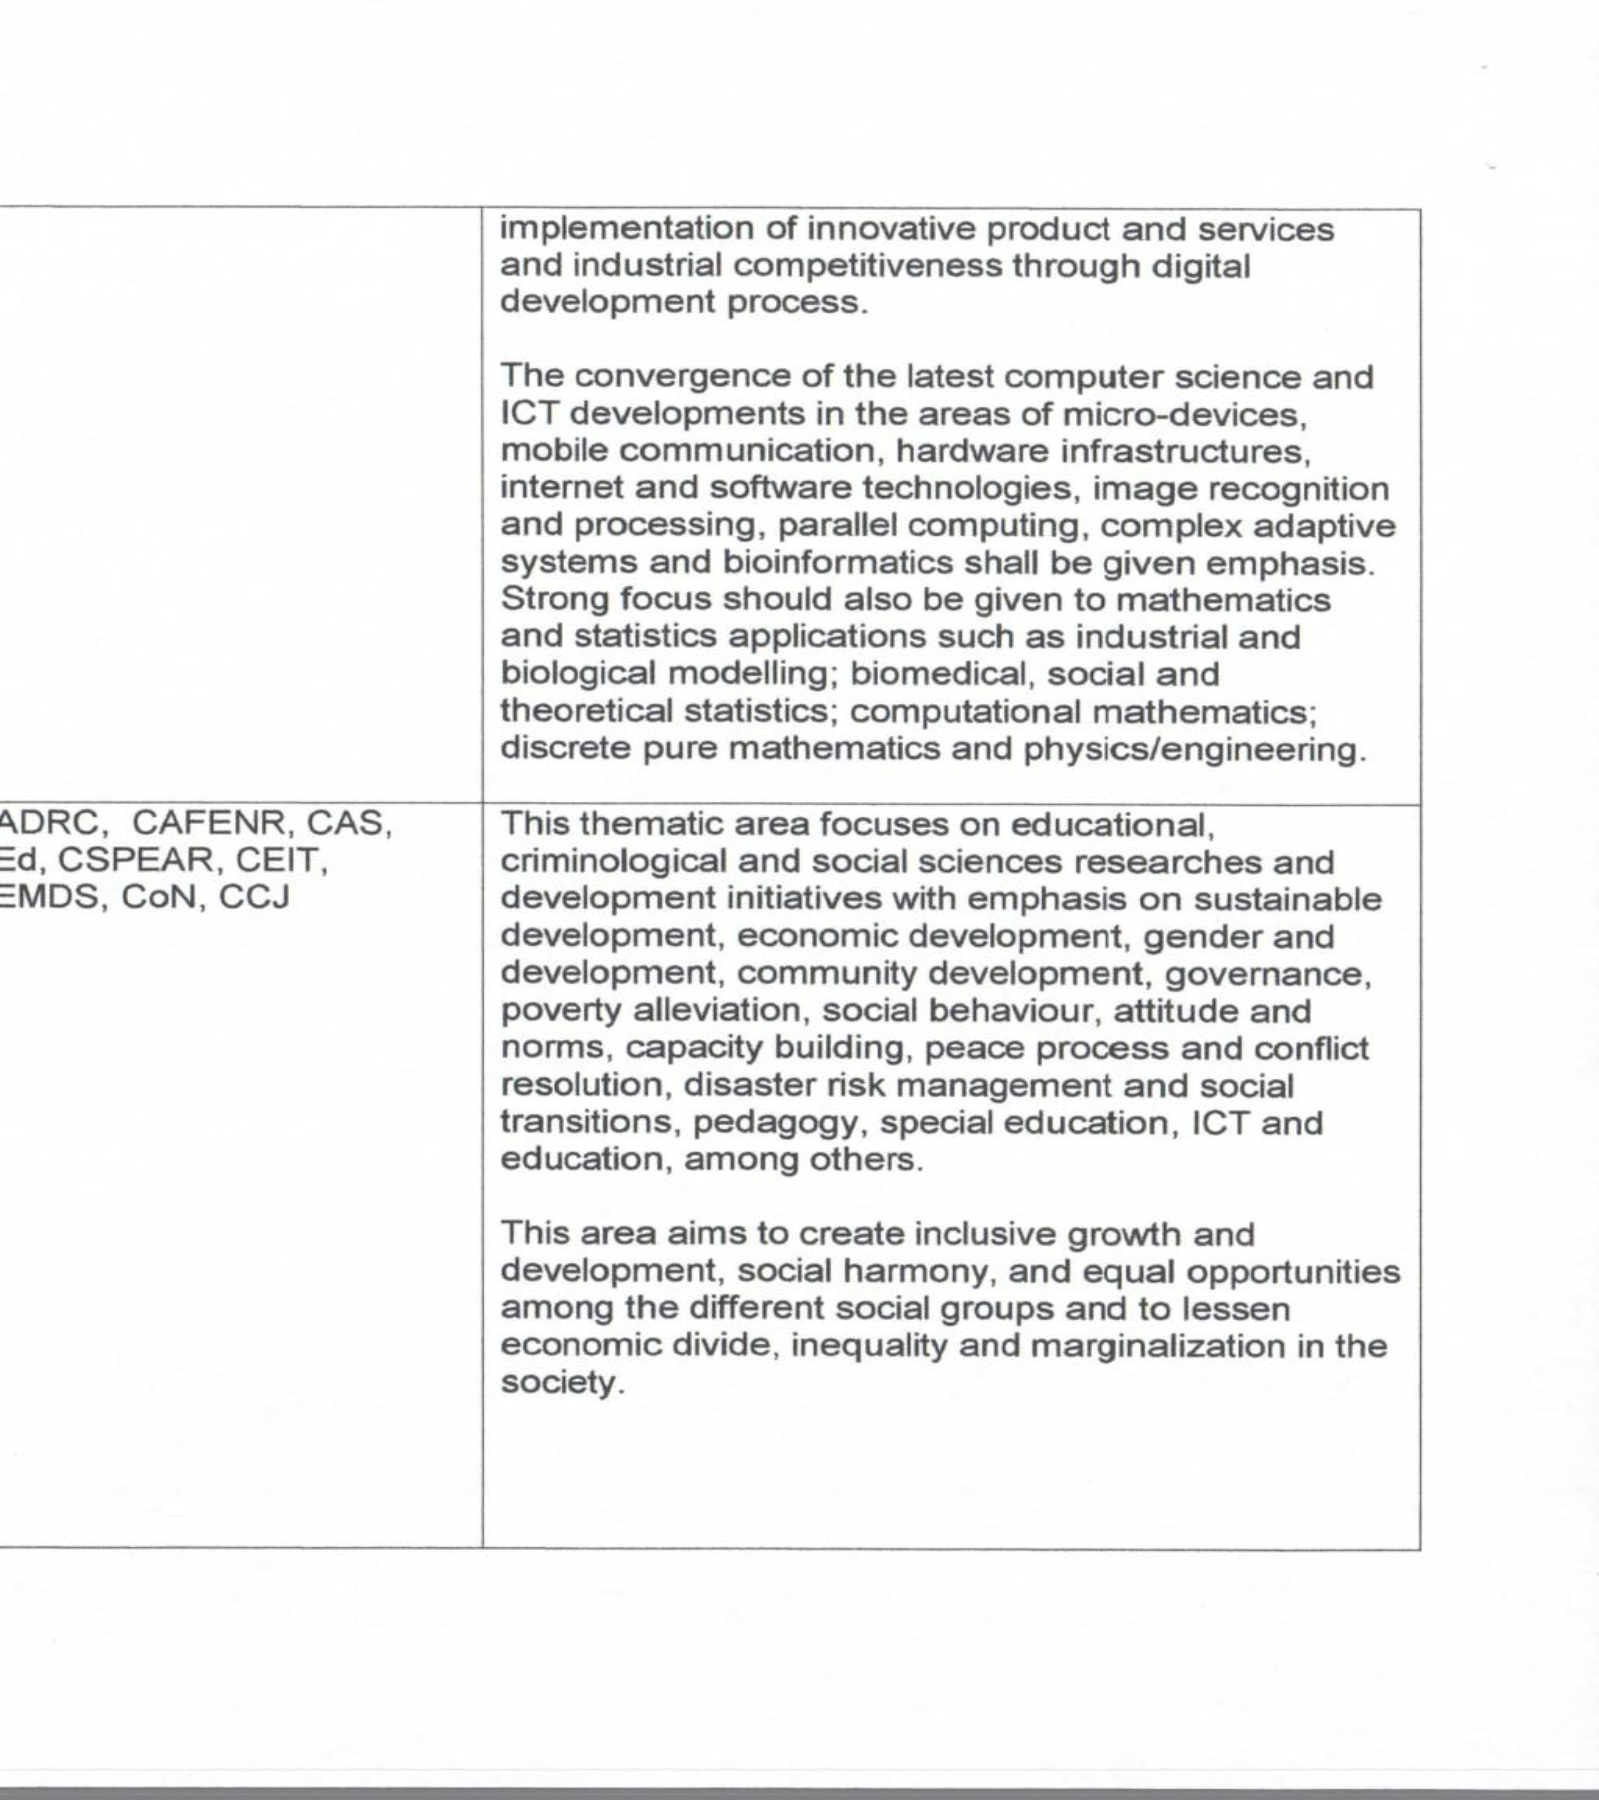 implementation of innovative product and services
and industrial competitiveness through digital
development process.
The convergence of the latest computer science and
ICT developments in the areas of micro-devices,
mobile communication, hardware infrastructures,
internet and software technologies, image recognition
and processing, parallel computing, complex adaptive
systems and bioinformatics shall be given emphasis.
Strong focus should also be given to mathematics
and statistics applications such as industrial and
biological modelling; biomedical, social and
theoretical statistics; computational mathematics;
discrete pure mathematics and physics/engineering.
ADRC, CAFENR, CAS,
Ed, CSPEAR, CEIT,
EMDS, CoN, CCJ
This thematic area focuses on educational,
criminological and social sciences researches and
development initiatives with emphasis on sustainable
development, economic development, gender and
development, community development, governance,
poverty alleviation, social behaviour, attitude and
norms, capacity building, peace process and conflict
resolution, disaster risk management and social
transitions, pedagogy, special education, ICT and
education, among others.
This area aims to create inclusive growth and
development, social harmony, and equal opportunities
among the different social groups and to lessen
economic divide, inequality and marginalization in the
society.